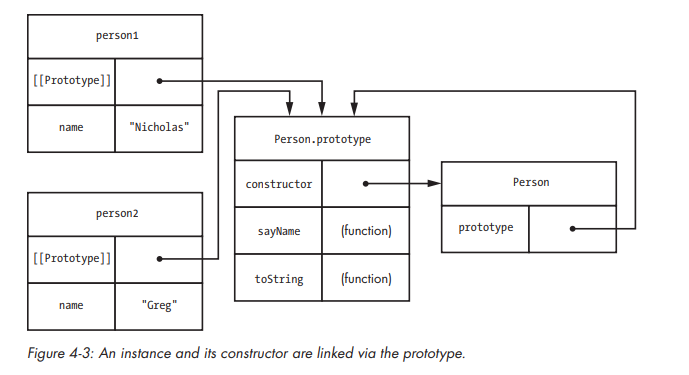 person1
[[Prototype]]
name "Nicholas"
person2
[[Prototype]]
name "Greg"
Person.prototype
constructor
sayName (function)
toString (function)
Person
prototype
Figure 4-3: An instance and its constructor are linked via the prototype.